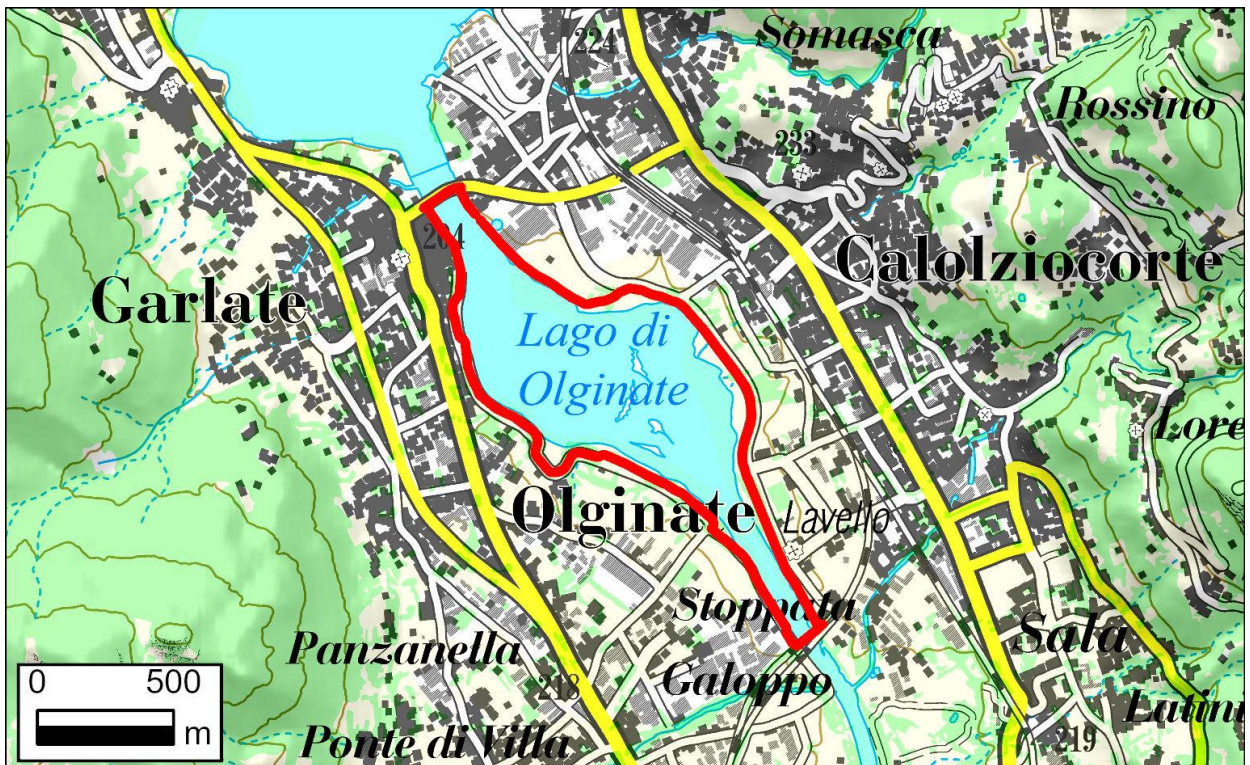 Somasca
224
Rossino
233
204
Calolziocorte
Garlate
Lago di
Olginate
Lore
Olginate
Lavello
Stoppata
Sala
Panzanella
Galoppo
218
0 500
m
Ponte di Villa
Latin
219